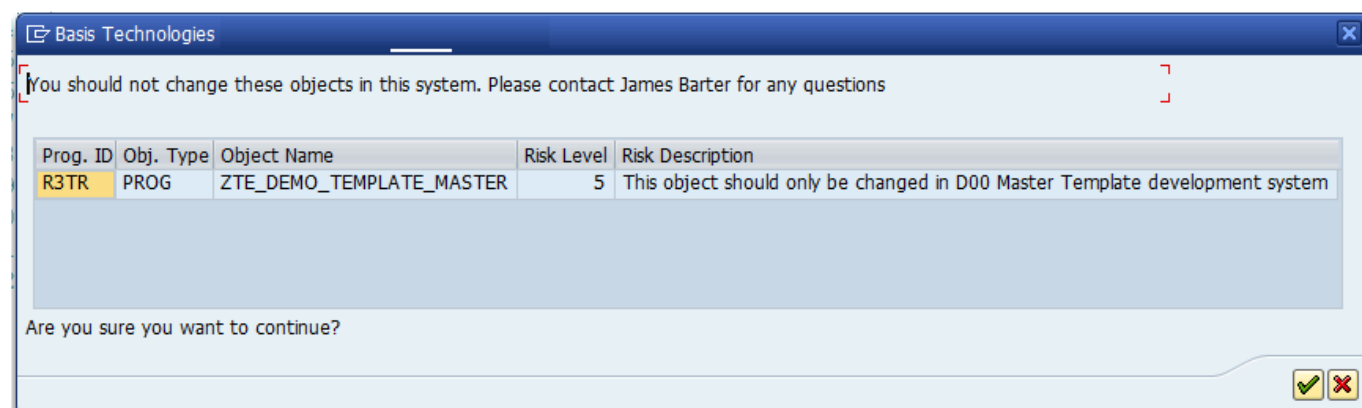 Basis Technologies
You should not change these objects in this system. Please contact James Barter for any questions
Prog. ID Obj. Type Object Name Risk Level Risk Description
R3TR PROG ZTE_DEMO_TEMPLATE_MASTER 5 This object should only be changed in D00 Master Template development system
Are you sure you want to continue?